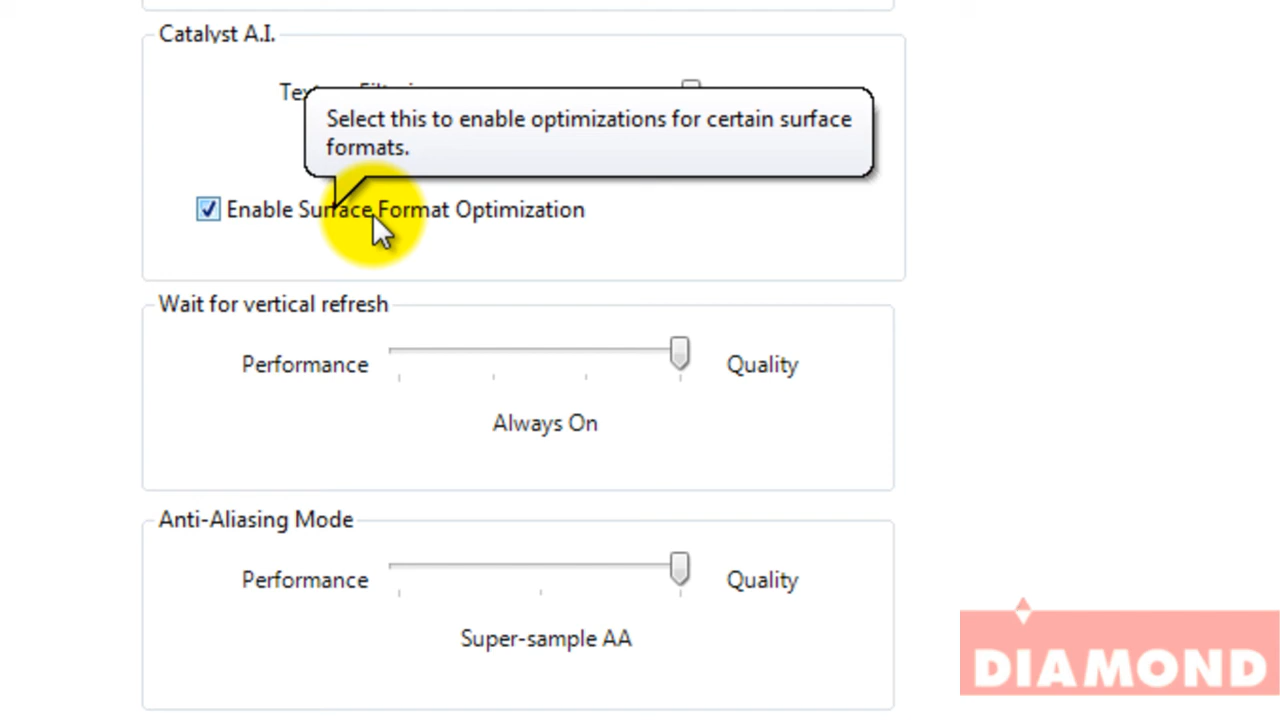 Catalyst A.I.
Select this to enable optimizations for certain surface
formats.
Enable Surface Format Optimization
Wait for vertical refresh
Performance
Quality
Always On
Anti-Aliasing Mode
Performance
Quality
Super-sample AA
DIAMOND